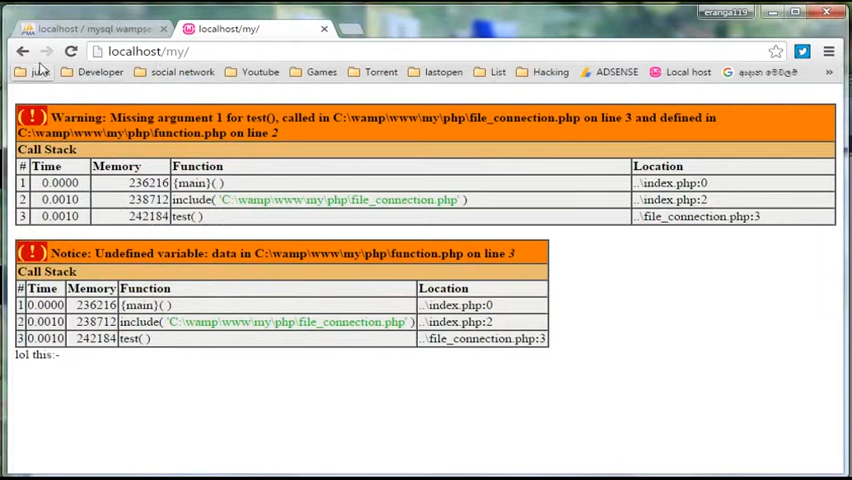 eranga119
localhost / mysql wampse
localhost/my/
localhost/my/
junk Developer social network Youtube Games Torrent lastopen List Hacking ADSENSE Local host ආදාන මෙවලම් »
( ! ) Warning: Missing argument 1 for test(), called in C:\wamp\www\my\php\file_connection.php on line 3 and defined in
C:\wamp\www\my\php\function.php on line 2
Call Stack
# Time Memory Function Location
1 0.0000 236216 {main}( ) ..\index.php:0
2 0.0010 238712 include( 'C:\wamp\www\my\php\file_connection.php' ) ..\index.php:2
3 0.0010 242184 test( ) ..\file_connection.php:3
( ! ) Notice: Undefined variable: data in C:\wamp\www\my\php\function.php on line 3
Call Stack
# Time Memory Function Location
1 0.0000 236216 {main}( ) ..\index.php:0
2 0.0010 238712 include( 'C:\wamp\www\my\php\file_connection.php' ) ..\index.php:2
3 0.0010 242184 test( ) ..\file_connection.php:3
lol this:-